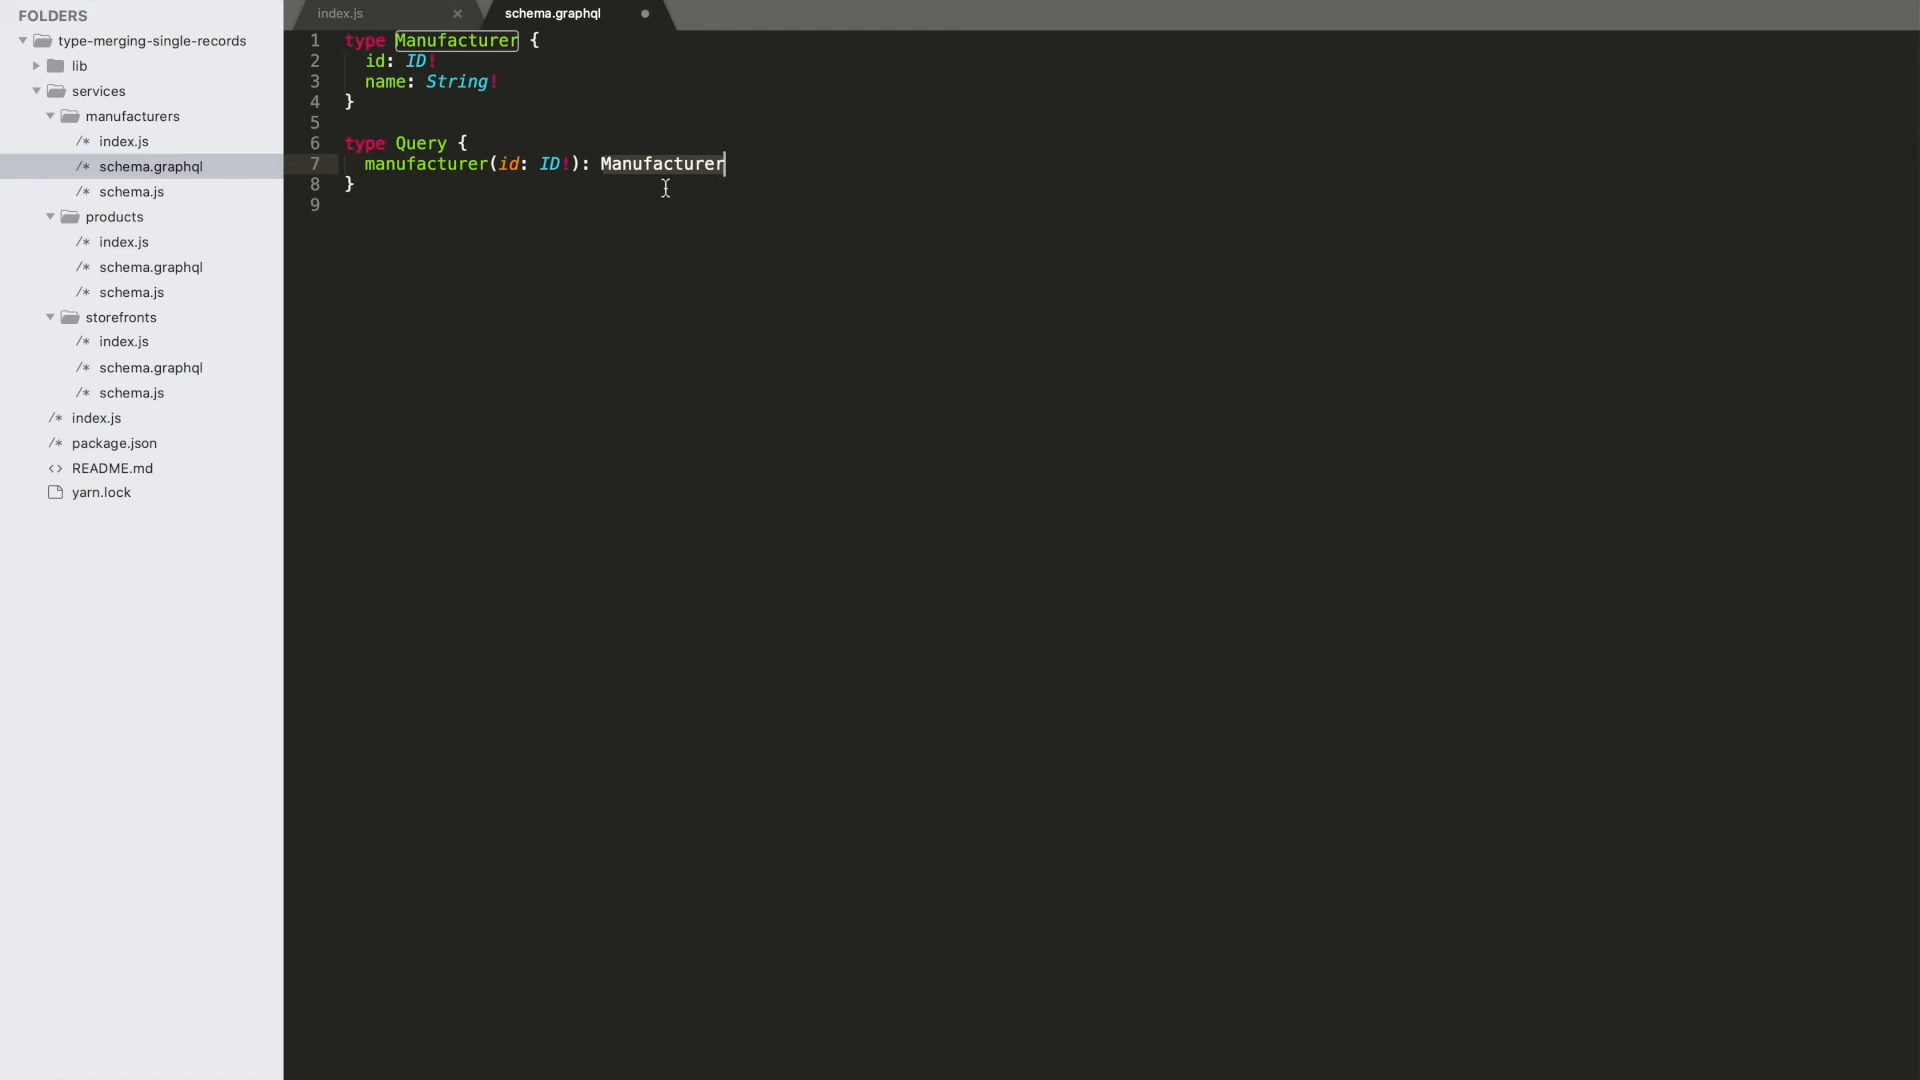 FOLDERS
type-merging-single-records
lib
services
manufacturers
/* index.js
/* schema.graphql
/* schema.js
products
/* index.js
/* schema.graphql
/* schema.js
storefronts
/* index.js
/* schema.graphql
/* schema.js
/* index.js
/* package.json
<> README.md
yarn.lock
index.js ×
schema.graphql
1 type Manufacturer {
2 id: ID!
3 name: String!
4 }
5
6 type Query {
7 manufacturer(id: ID!): Manufacturer
8 }
9